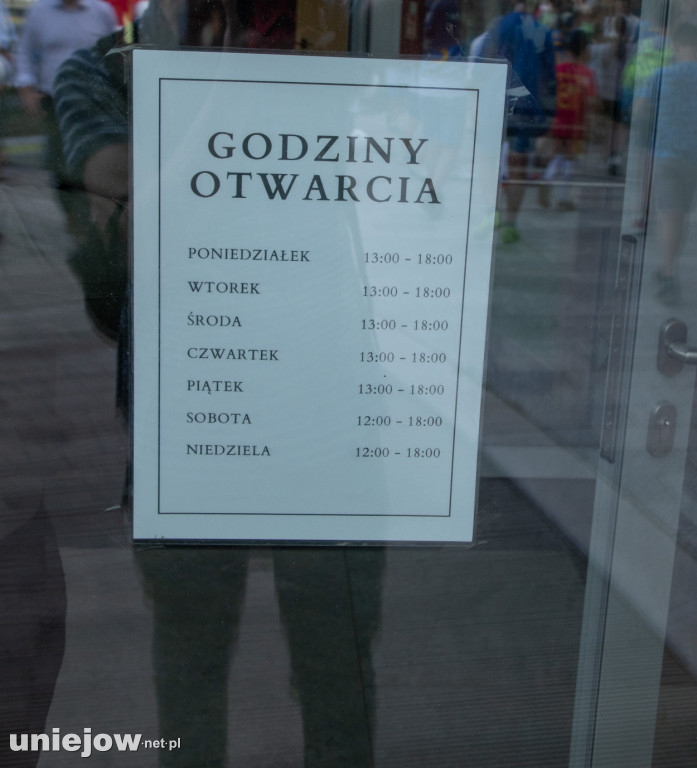 GODZINY
OTWARCIA
PONIEDZIAŁEK 13:00 – 18:00
WTOREK 13:00 – 18:00
ŚRODA 13:00 – 18:00
CZWARTEK 13:00 – 18:00
PIĄTEK 13:00 – 18:00
SOBOTA 12:00 – 18:00
NIEDZIELA 12:00 – 18:00
uniejow.net.pl